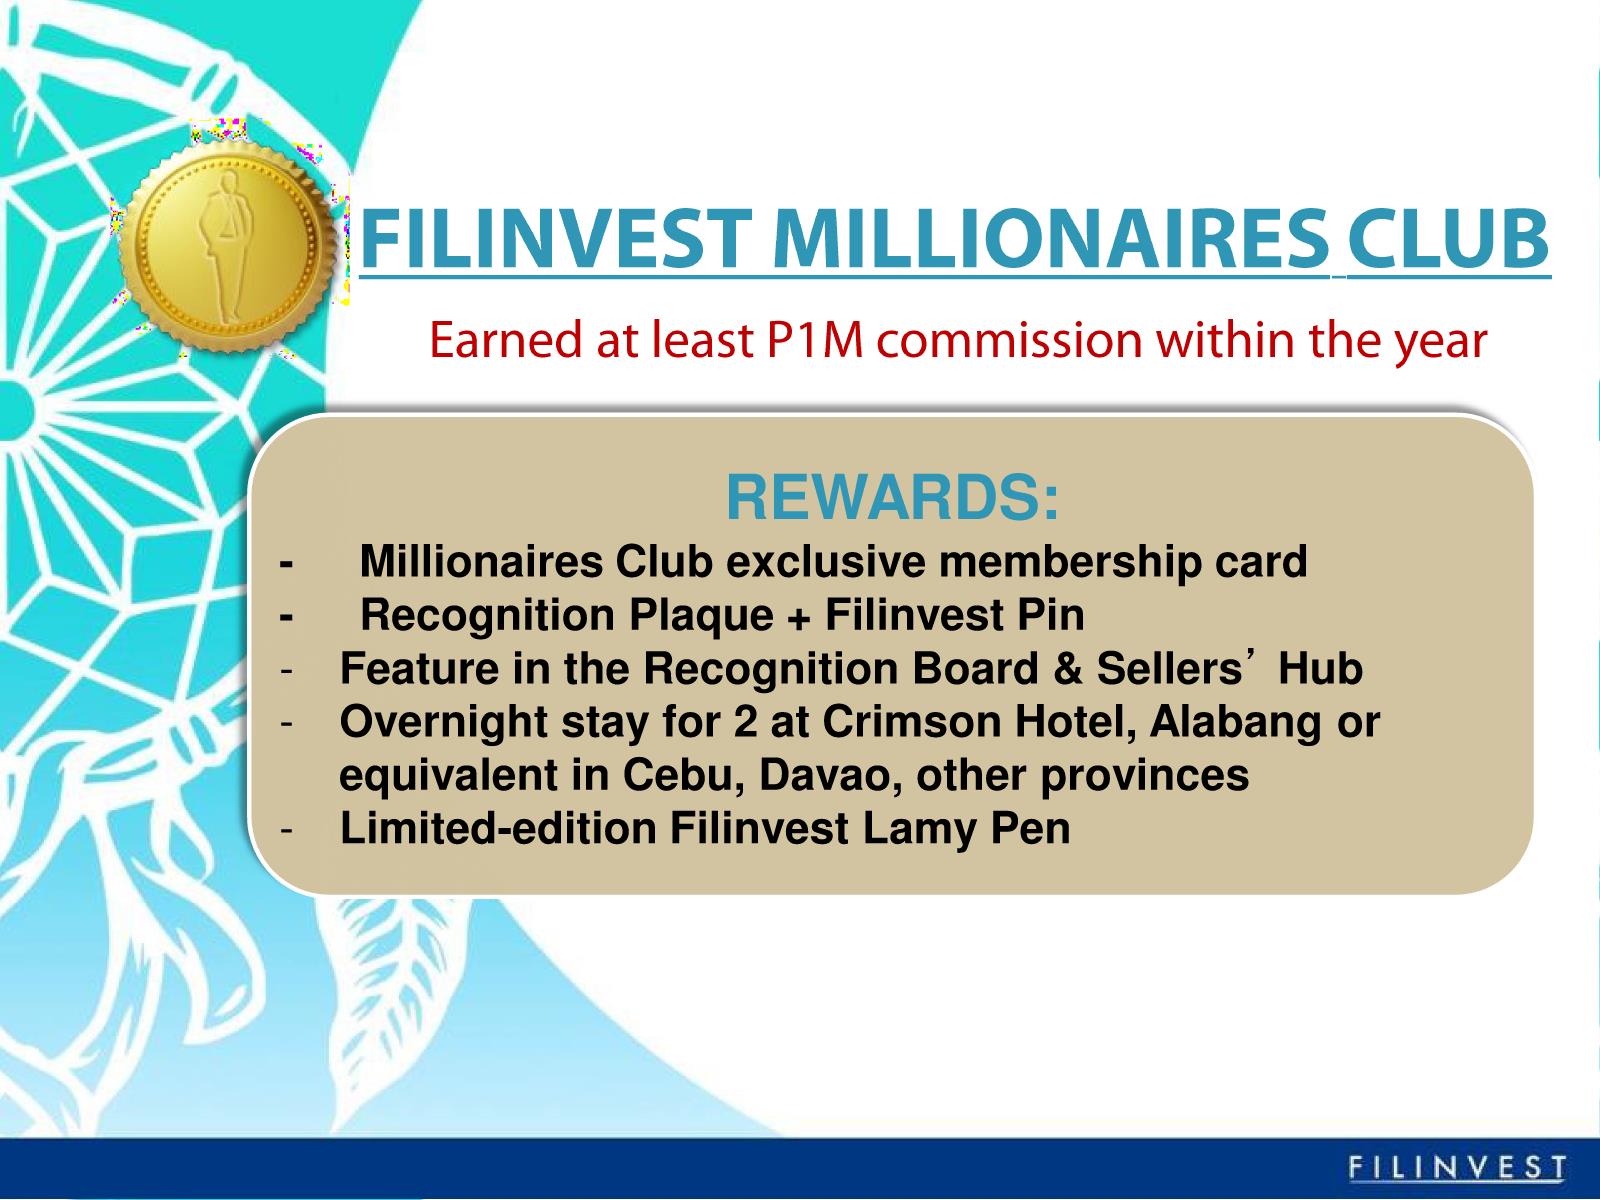 FILINVEST MILLIONAIRES CLUB
Earned at least P1M commission within the year
REWARDS:
- Millionaires Club exclusive membership card
- Recognition Plaque + Filinvest Pin
- Feature in the Recognition Board & Sellers’ Hub
- Overnight stay for 2 at Crimson Hotel, Alabang or
equivalent in Cebu, Davao, other provinces
- Limited-edition Filinvest Lamy Pen
FILINVEST